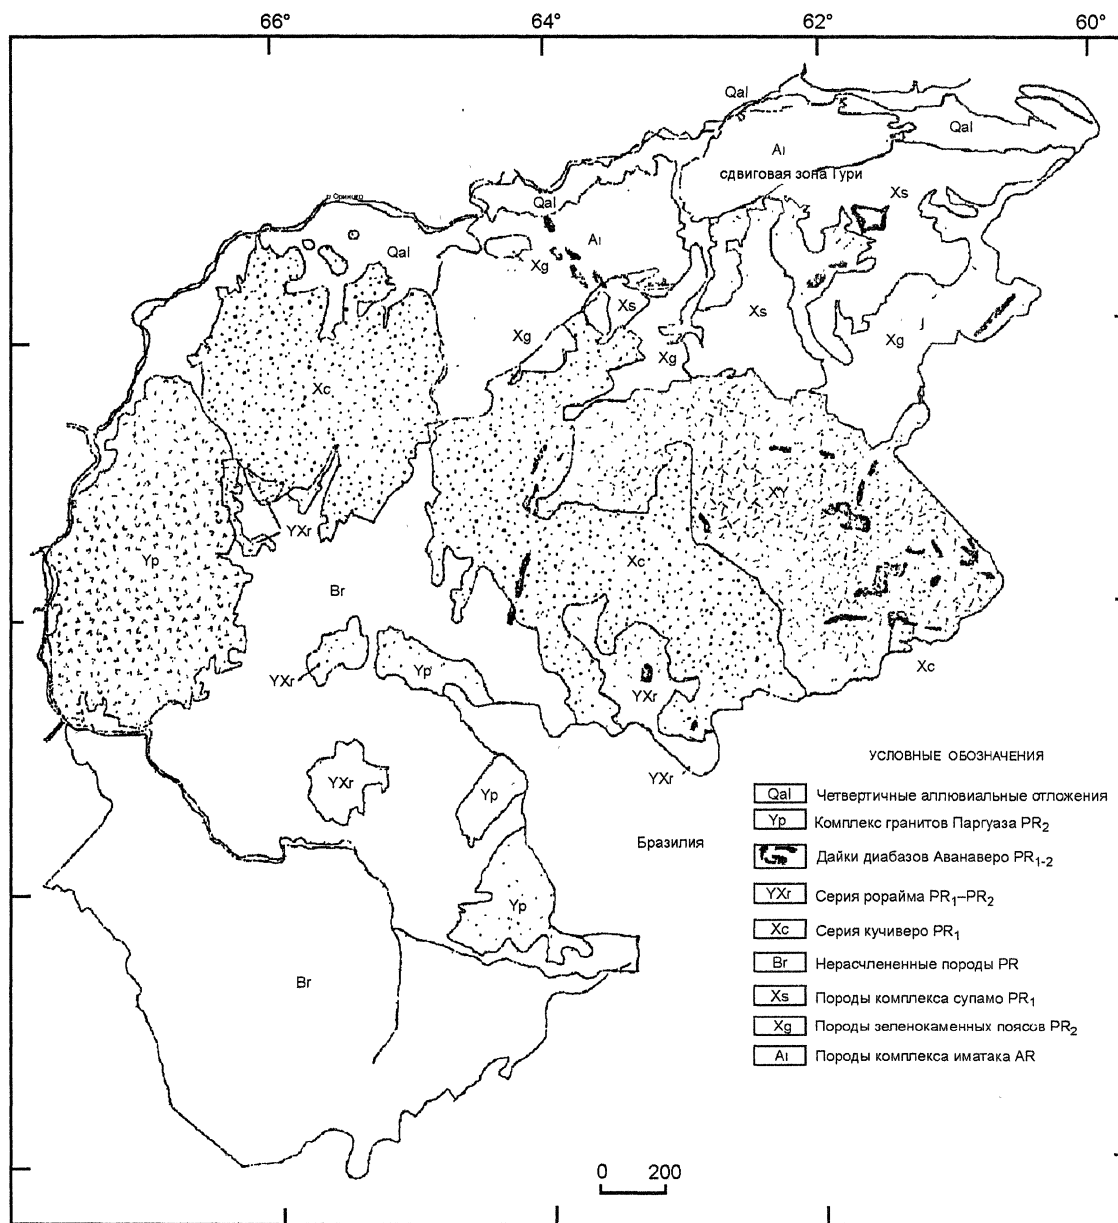 66° 64° 62° 60°
Qal
Qal
Aı
сдвиговая зона Гури
Xs
Qal
Qal
Aı
Xg
Xs
Xs
Xg
Xg
Xg
Xc
XY
YXr
Yp
Xc
Br
YXr
Yp
YXr
Xc
YXr
YXr
Yp
Бразилия
Yp
Br
УСЛОВНЫЕ ОБОЗНАЧЕНИЯ
Qal Четвертичные аллювиальные отложения
Yp Комплекс гранитов Паргуаза PR2
Дайки диабазов Аванаверо PR1-2
YXr Серия рорайма PR1–PR2
Xc Серия кучиверо PR1
Br Нерасчлененные породы PR
Xs Породы комплекса супамо PR1
Xg Породы зеленокаменных поясов PR2
Aı Породы комплекса иматака AR
0 200